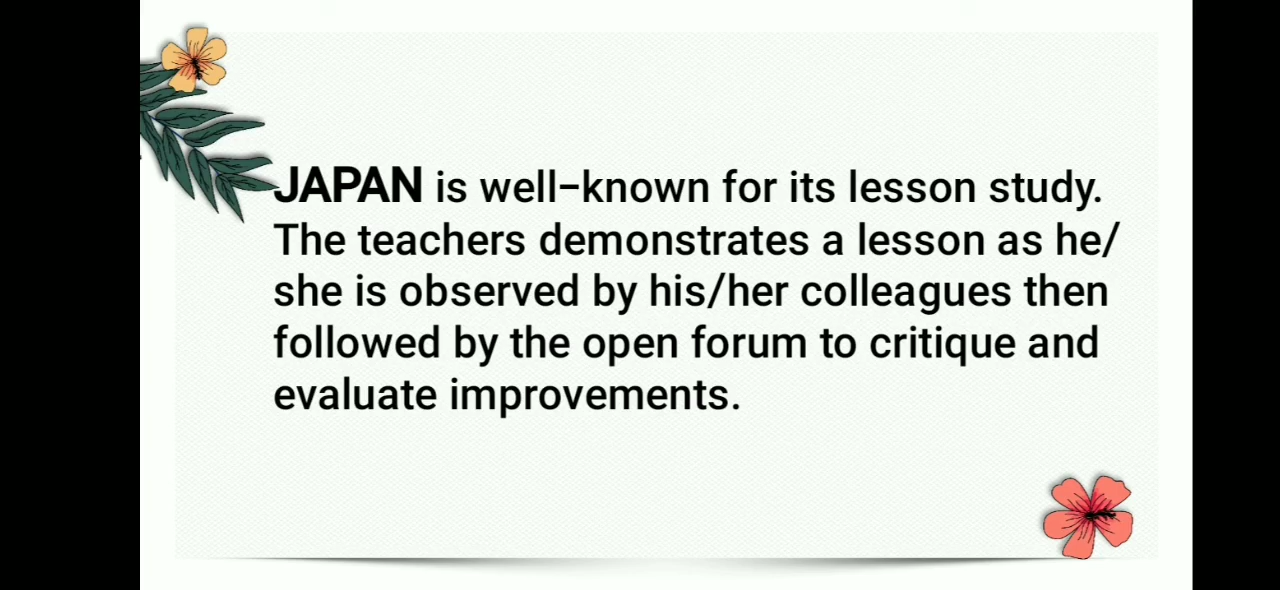 JAPAN is well-known for its lesson study.
The teachers demonstrates a lesson as he/
she is observed by his/her colleagues then
followed by the open forum to critique and
evaluate improvements.